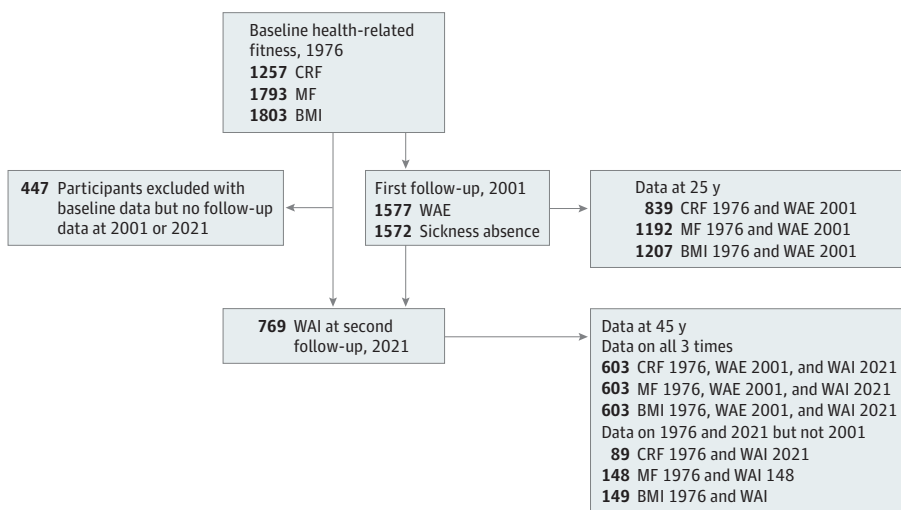 Baseline health-related
fitness, 1976
1257 CRF
1793 MF
1803 BMI
447 Participants excluded with
baseline data but no follow-up
data at 2001 or 2021
First follow-up, 2001
1577 WAE
1572 Sickness absence
Data at 25 y
839 CRF 1976 and WAE 2001
1192 MF 1976 and WAE 2001
1207 BMI 1976 and WAE 2001
769 WAI at second
follow-up, 2021
Data at 45 y
Data on all 3 times
603 CRF 1976, WAE 2001, and WAI 2021
603 MF 1976, WAE 2001, and WAI 2021
603 BMI 1976, WAE 2001, and WAI 2021
Data on 1976 and 2021 but not 2001
89 CRF 1976 and WAI 2021
148 MF 1976 and WAI 148
149 BMI 1976 and WAI